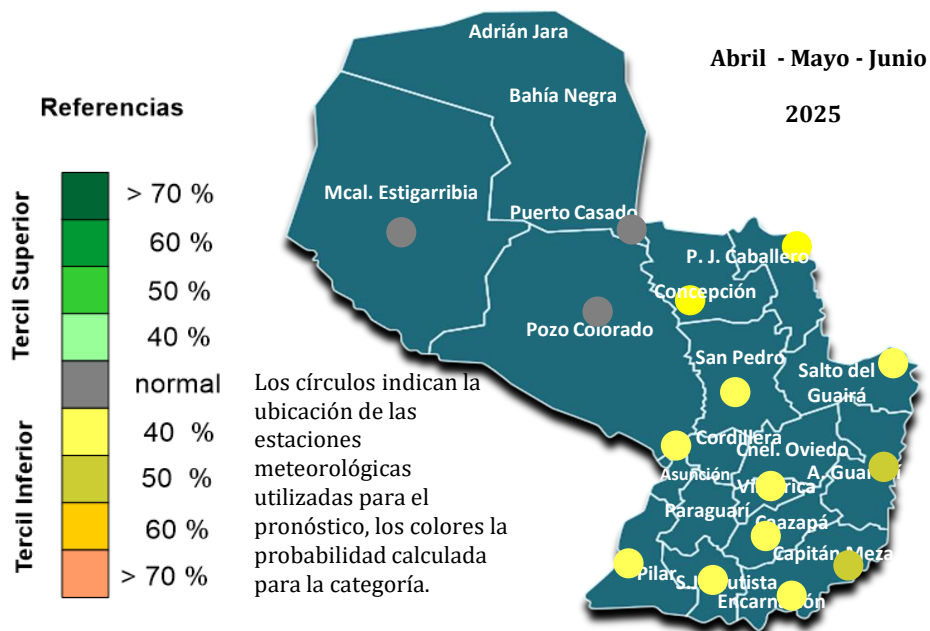 Abril - Mayo - Junio
2025
Referencias
Tercil Superior
> 70 %
60 %
50 %
40 %
normal
Tercil Inferior
40 %
50 %
60 %
> 70 %
Los círculos indican la
ubicación de las
estaciones
meteorológicas
utilizadas para el
pronóstico, los colores la
probabilidad calculada
para la categoría.
Adrián Jara
Bahía Negra
Mcal. Estigarribia
Puerto Casado
P. J. Caballero
Concepción
Pozo Colorado
San Pedro
Salto del
Guairá
Cordillera
Cnel. Oviedo
Asunción
A.
Paraguarí
Caazapá
Capitán Meza
Pilar